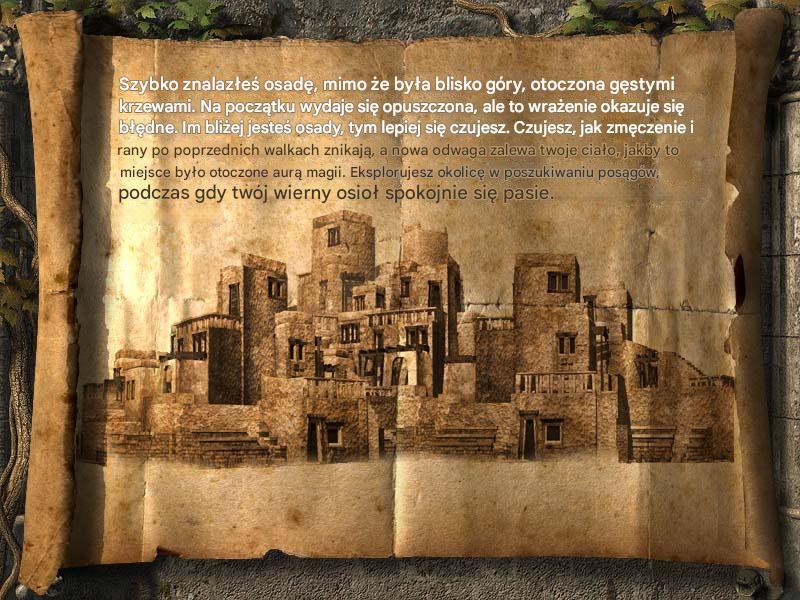 Szybko znalazłeś osadę, mimo że była blisko góry, otoczona gęstymi
krzewami. Na początku wydaje się opuszczona, ale to wrażenie okazuje się
błędne. Im bliżej jesteś osady, tym lepiej się czujesz. Czujesz, jak zmęczenie i
rany po poprzednich walkach znikają, a nowa odwaga zalewa twoje ciało, jakby to
miejsce było otoczone aurą magii. Eksplorujesz okolicę w poszukiwaniu posągów,
podczas gdy twój wierny osioł spokojnie się pasie.